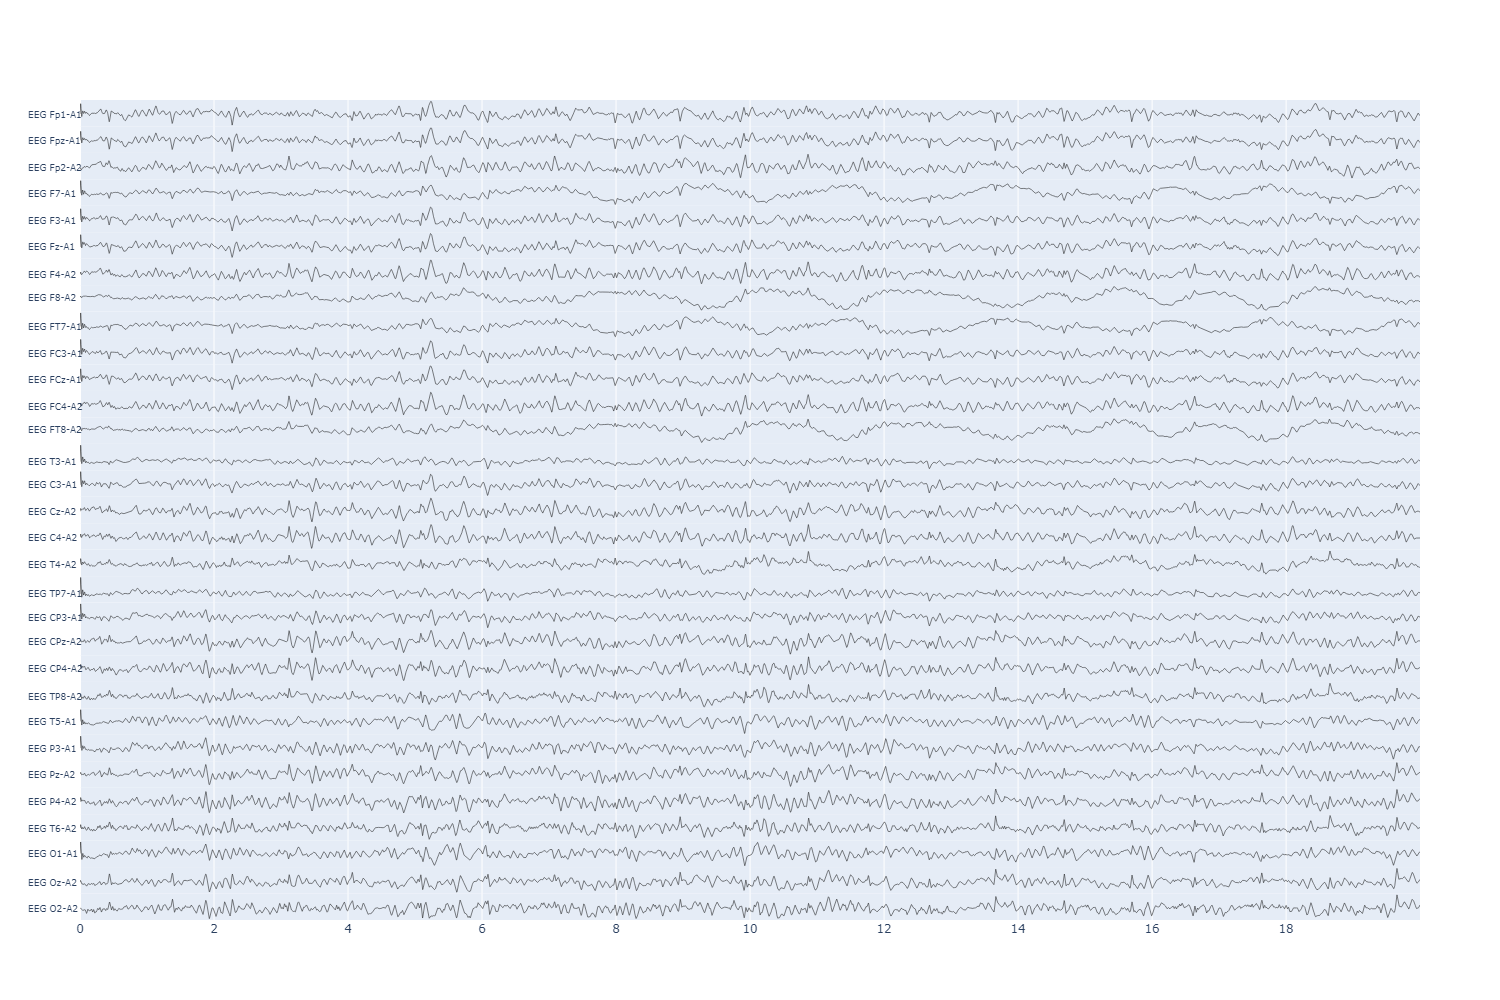 EEG Fp1-A1
EEG Fpz-A1
EEG Fp2-A2
EEG F7-A1
EEG F3-A1
EEG Fz-A1
EEG F4-A2
EEG F8-A2
EEG FT7-A1
EEG FC3-A1
EEG FCz-A1
EEG FC4-A2
EEG FT8-A2
EEG T3-A1
EEG C3-A1
EEG Cz-A2
EEG C4-A2
EEG T4-A2
EEG TP7-A1
EEG CP3-A1
EEG CPz-A2
EEG CP4-A2
EEG TP8-A2
EEG T5-A1
EEG P3-A1
EEG Pz-A2
EEG P4-A2
EEG T6-A2
EEG O1-A1
EEG Oz-A2
EEG O2-A2
0 2 4 6 8 10 12 14 16 18